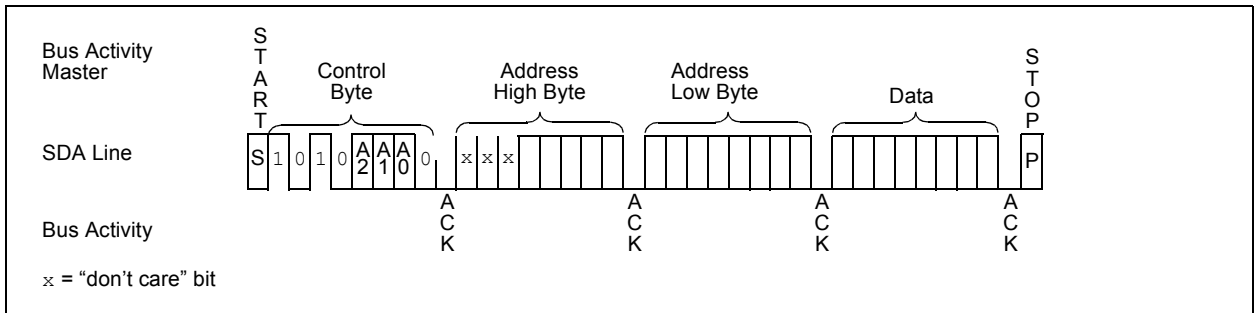 Bus Activity
Master
START
Control
Byte
Address
High Byte
Address
Low Byte
Data
STOP
SDA Line
S 1 0 1 0 A2 A1 A0 0 x x x P
ACK ACK ACK ACK
Bus Activity
x = “don’t care” bit